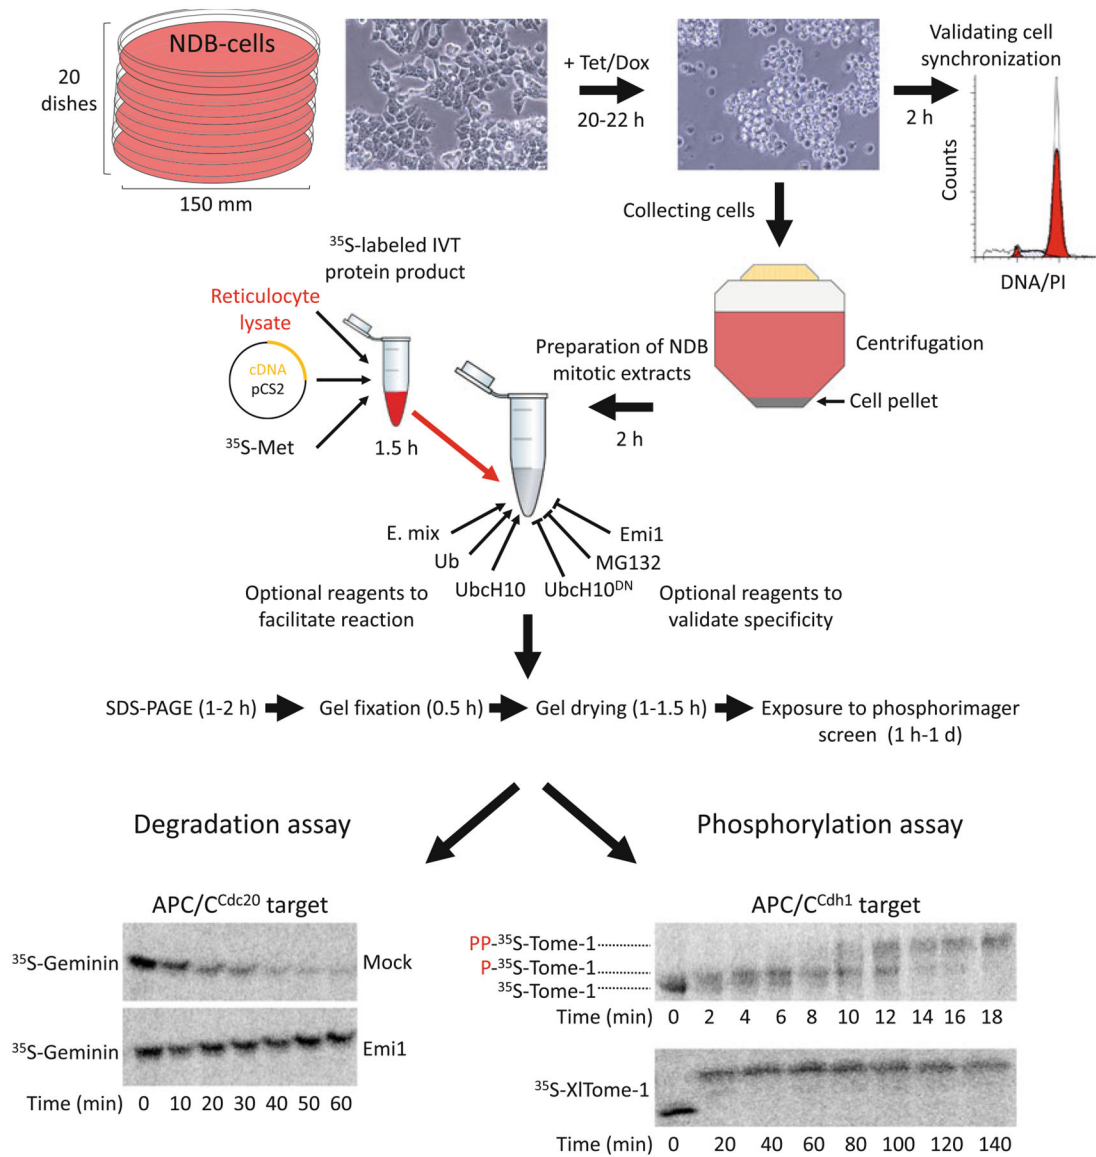 NDB-cells
20
dishes
150 mm
+ Tet/Dox
20-22 h
Validating cell
synchronization
2 h
Counts
DNA/PI
Collecting cells
³⁵S-labeled IVT
protein product
Reticulocyte
lysate
cDNA
pCS2
³⁵S-Met
1.5 h
Preparation of NDB
mitotic extracts
2 h
Centrifugation
Cell pellet
E. mix
Ub
UbcH10
UbcH10ᴰᴺ
MG132
Emi1
Optional reagents to
facilitate reaction
Optional reagents to
validate specificity
SDS-PAGE (1-2 h)
Gel fixation (0.5 h)
Gel drying (1-1.5 h)
Exposure to phosphorimager
screen (1 h-1 d)
Degradation assay
APC/C^Cdc20 target
³⁵S-Geminin
Mock
³⁵S-Geminin
Emi1
Time (min) 0 10 20 30 40 50 60
Phosphorylation assay
APC/C^Cdh1 target
PP-³⁵S-Tome-1
P-³⁵S-Tome-1
³⁵S-Tome-1
Time (min) 0 2 4 6 8 10 12 14 16 18
³⁵S-XlTome-1
Time (min) 0 20 40 60 80 100 120 140